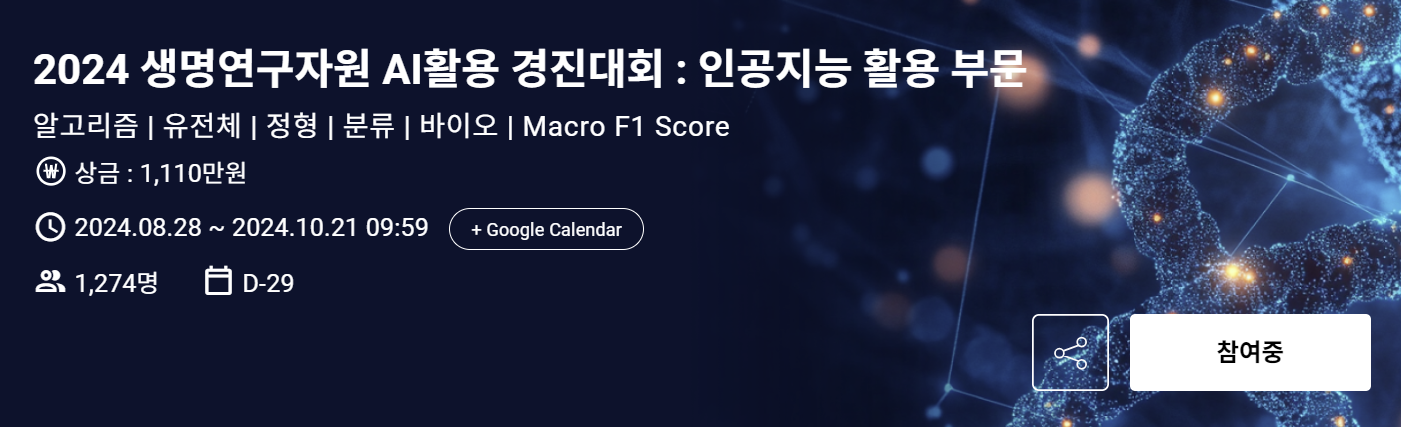 2024 생명연구자원 AI활용 경진대회 : 인공지능 활용 부문
알고리즘 | 유전체 | 정형 | 분류 | 바이오 | Macro F1 Score
₩ 상금 : 1,110만원
2024.08.28 ~ 2024.10.21 09:59 + Google Calendar
1,274명 D-29
참여중